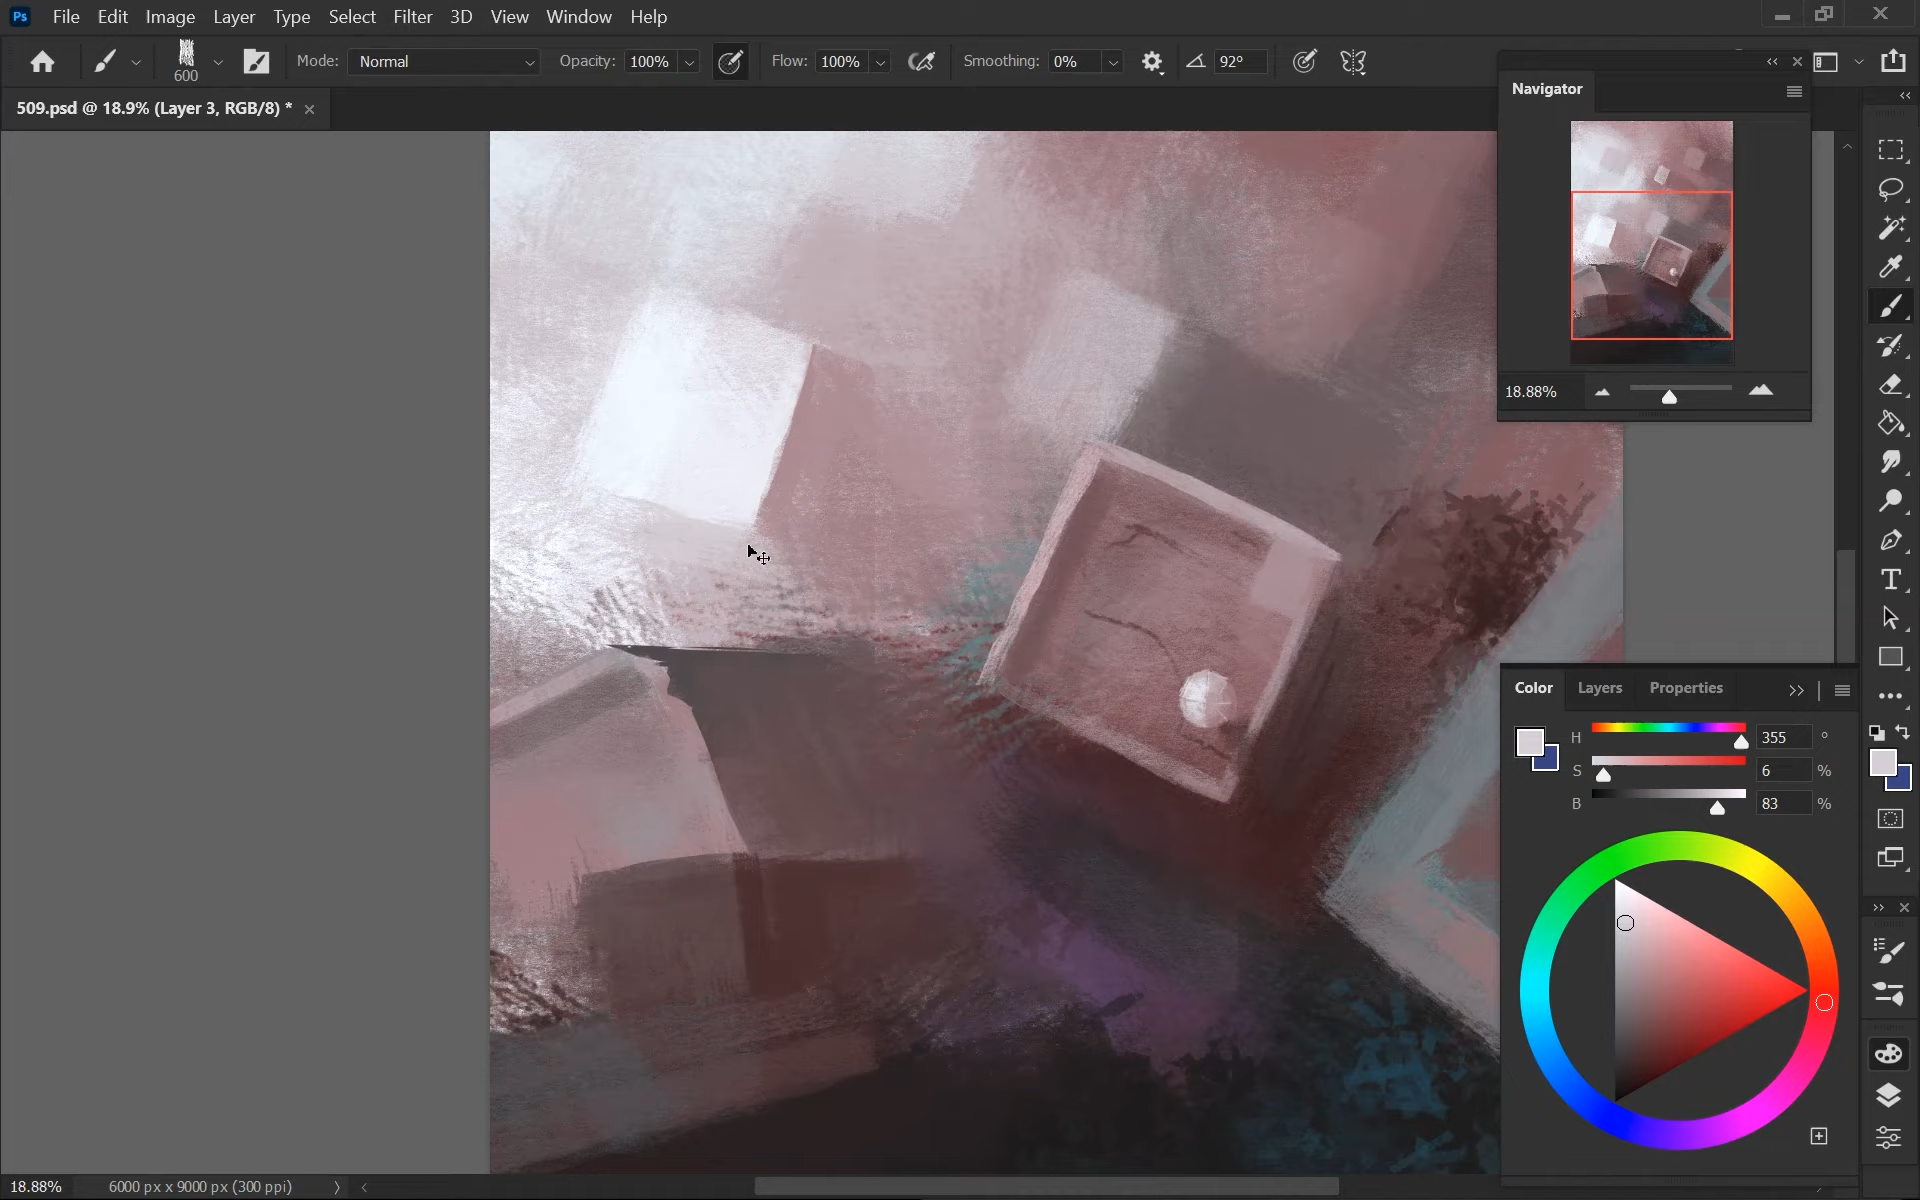 Ps File Edit Image Layer Type Select Filter 3D View Window Help
600 Mode: Normal Opacity: 100% Flow: 100% Smoothing: 0% 92°
509.psd @ 18.9% (Layer 3, RGB/8) *
Navigator
18.88%
Color Layers Properties
H 355 °
S 6 %
B 83 %
18.88% 6000 px x 9000 px (300 ppi)